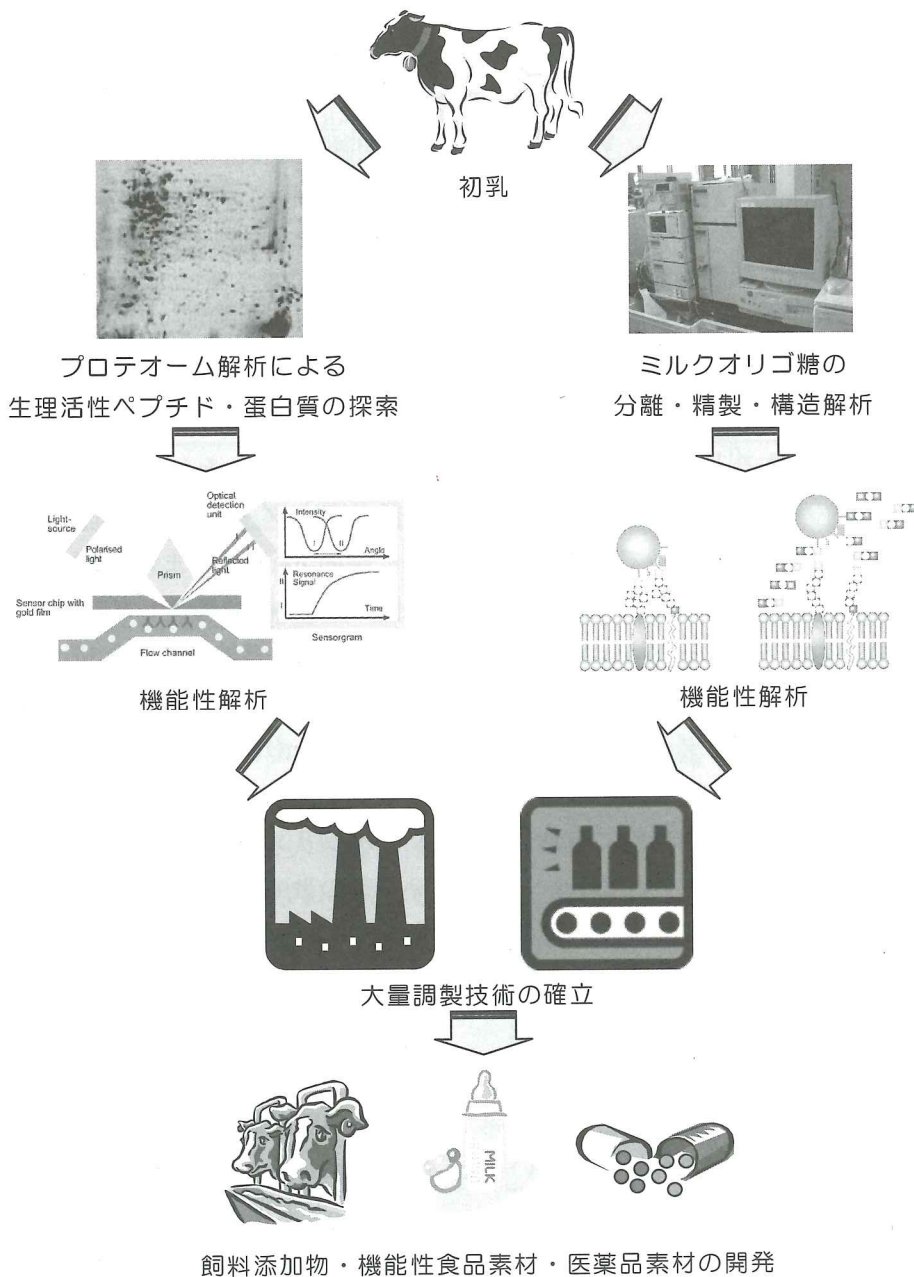 初乳
プロテオーム解析による
生理活性ペプチド・蛋白質の探索
ミルクオリゴ糖の
分離・精製・構造解析
Light-
source
Polarised
light
Prism
Optical
detection
unit
Reflected
light
Sensor chip with
gold film
Flow channel
Intensity
I
II
Angle
Resonance
Signal
II
I
Time
Sensorgram
機能性解析
機能性解析
大量調製技術の確立
MILK
飼料添加物・機能性食品素材・医薬品素材の開発